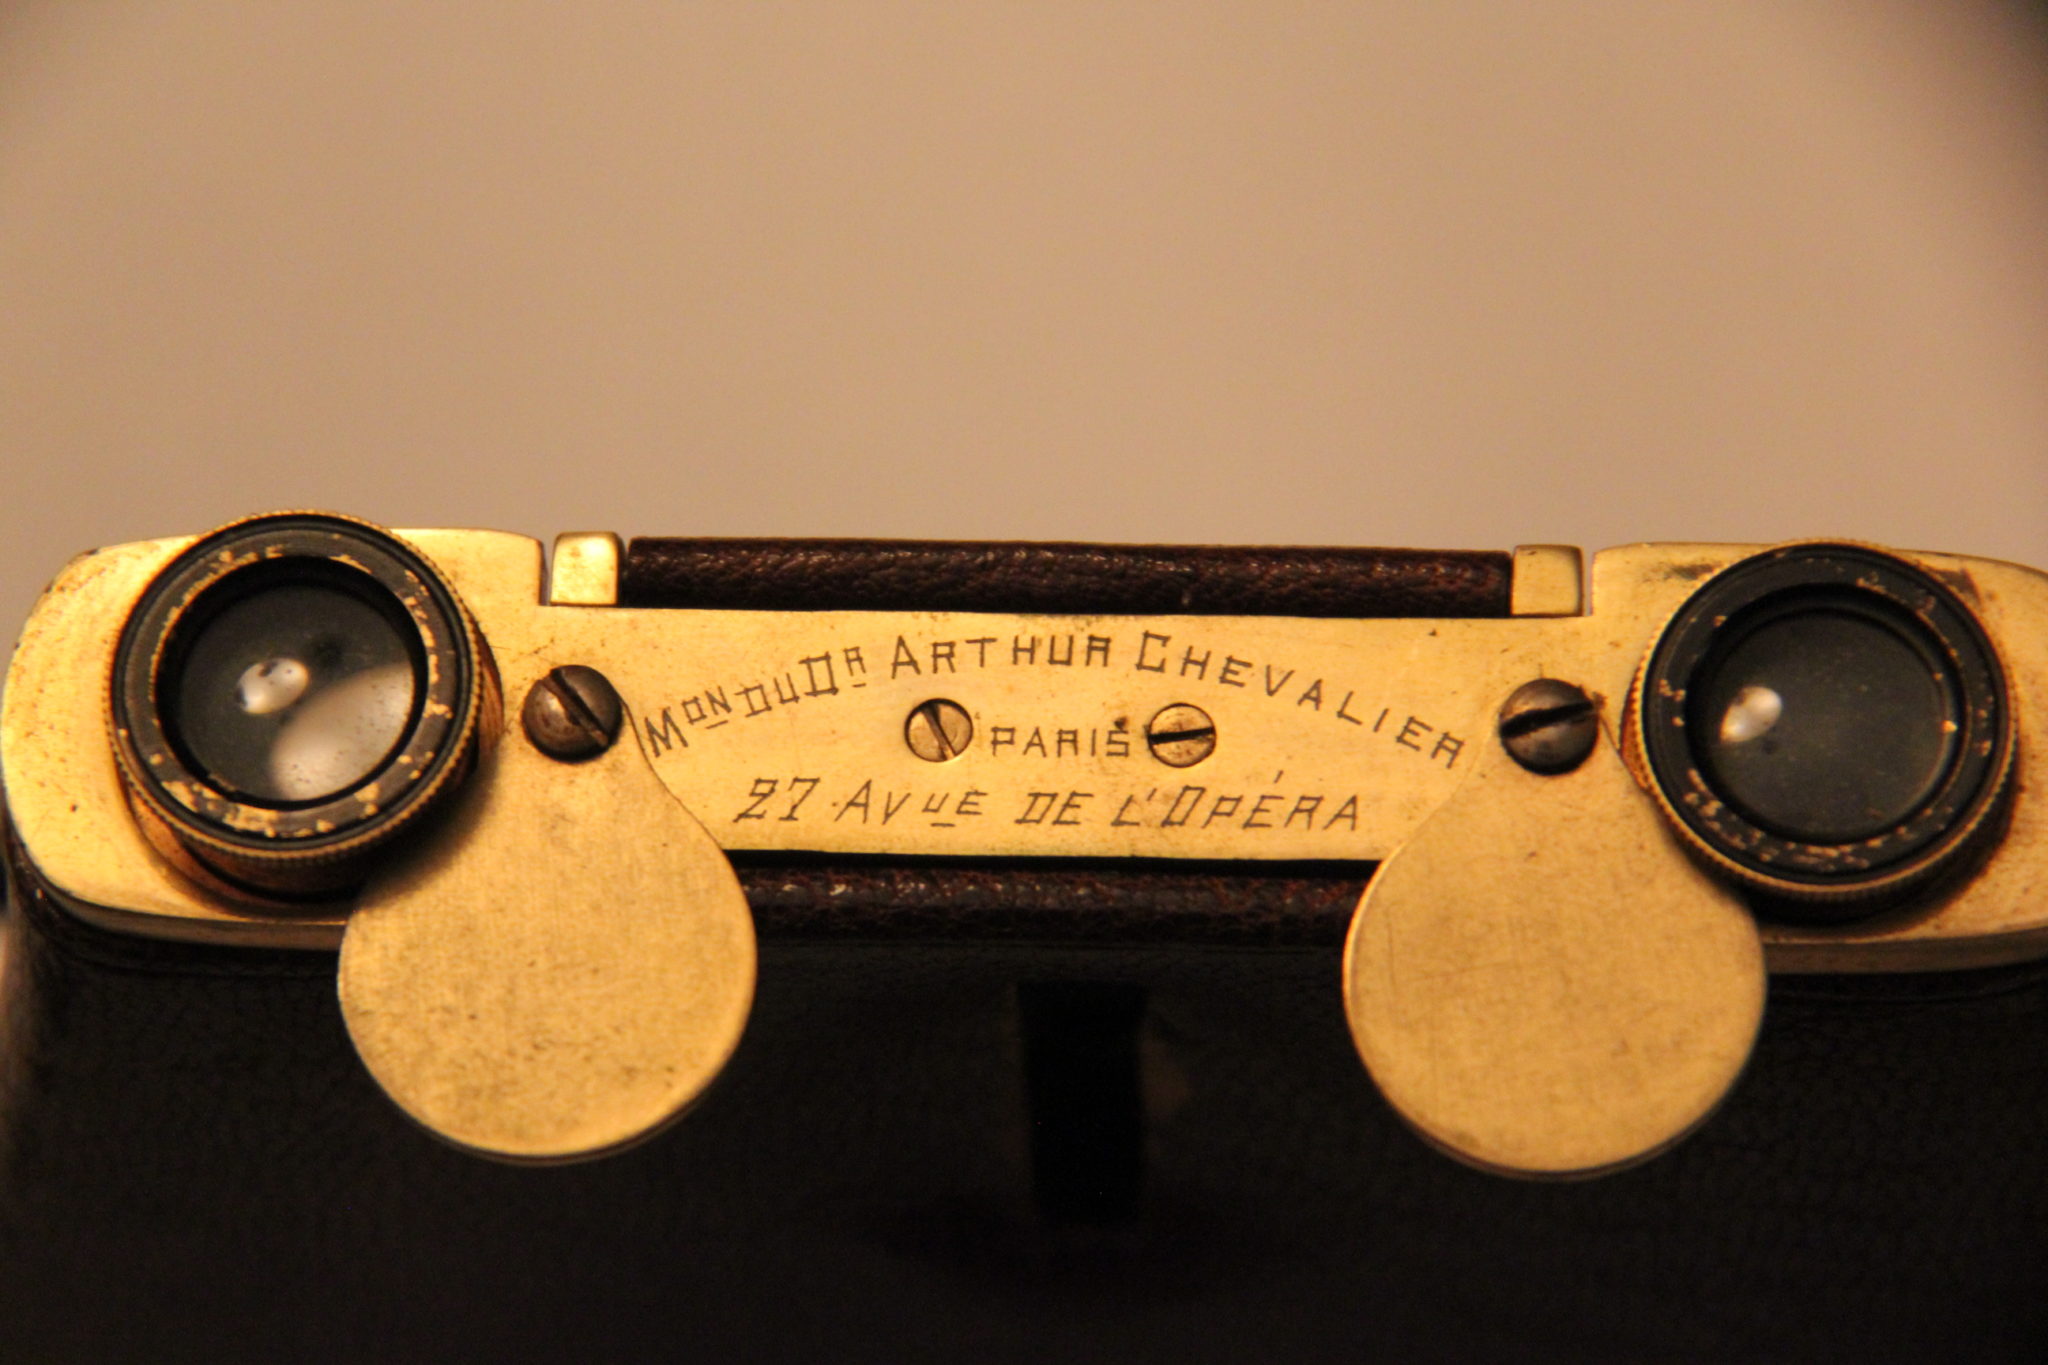 Mon DU Dr ARTHUR CHEVALIER
PARIS
27 AVue DE L'OPÉRA